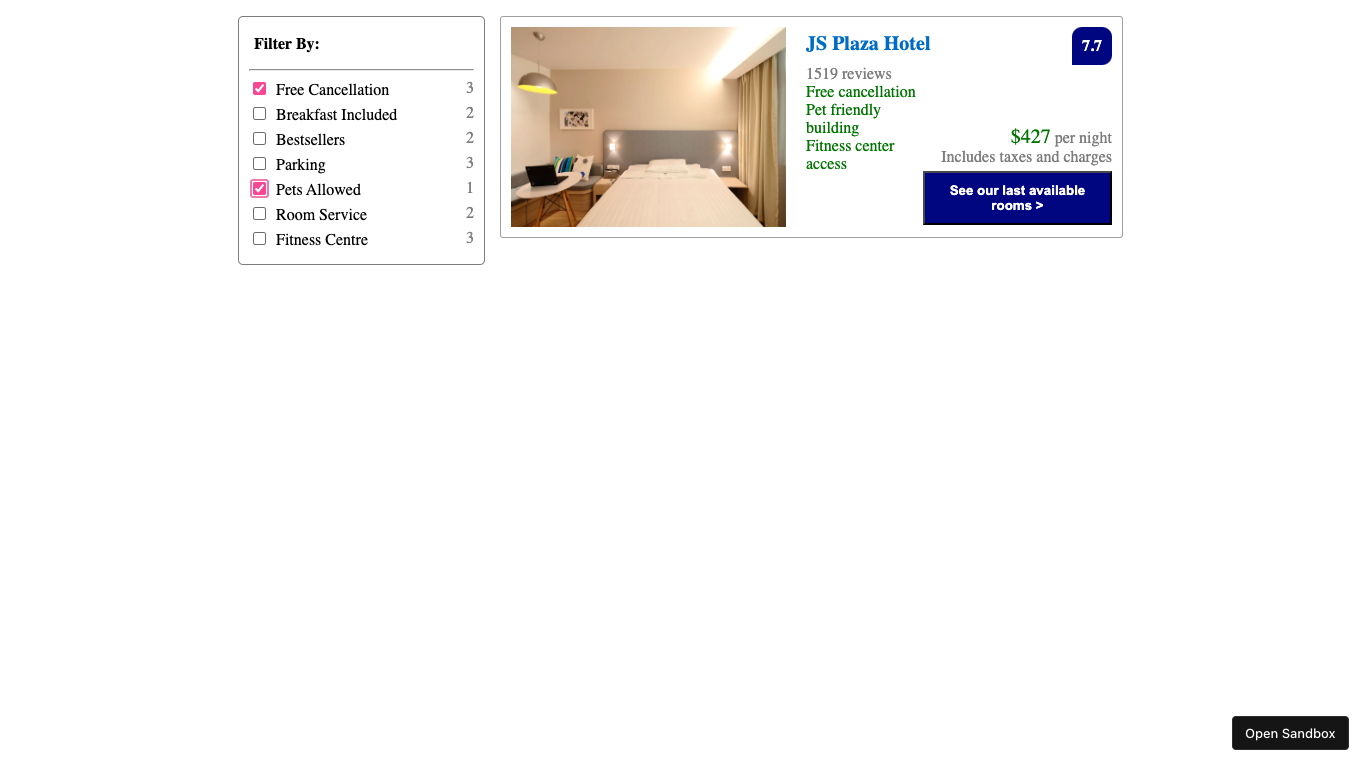 Filter By:
Free Cancellation 3
Breakfast Included 2
Bestsellers 2
Parking 3
Pets Allowed 1
Room Service 2
Fitness Centre 3
JS Plaza Hotel
7.7
1519 reviews
Free cancellation
Pet friendly
building
Fitness center
access
$427 per night
Includes taxes and charges
See our last available
rooms >
Open Sandbox